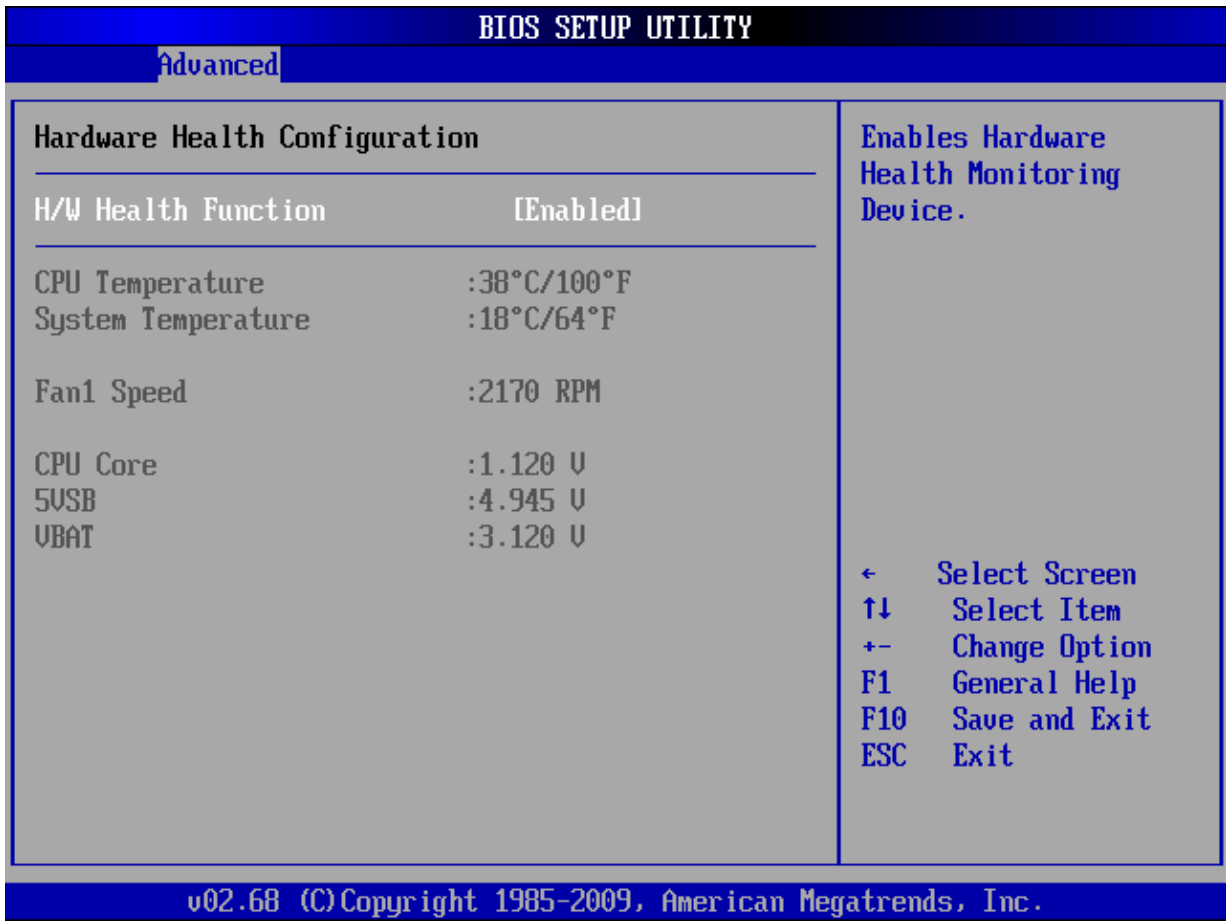 BIOS SETUP UTILITY
Advanced
Hardware Health Configuration
H/W Health Function [Enabled]
CPU Temperature :38°C/100°F
System Temperature :18°C/64°F
Fan1 Speed :2170 RPM
CPU Core :1.120 V
5VSB :4.945 V
VBAT :3.120 V
Enables Hardware
Health Monitoring
Device.
← Select Screen
↑↓ Select Item
+- Change Option
F1 General Help
F10 Save and Exit
ESC Exit
v02.68 (C)Copyright 1985-2009, American Megatrends, Inc.